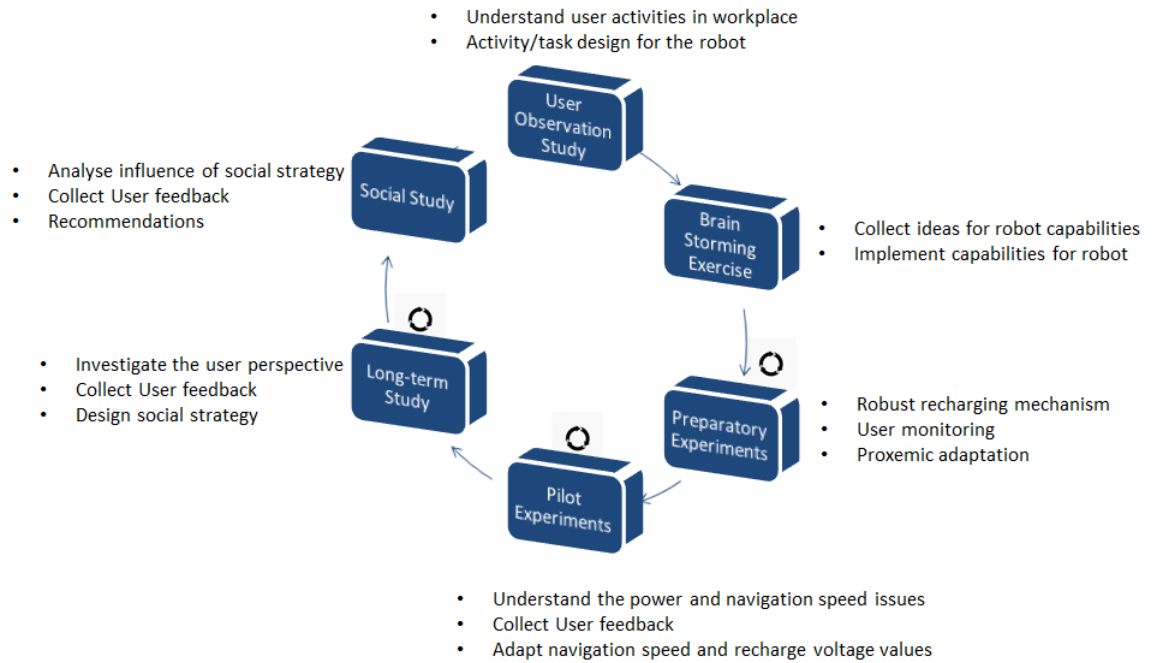 • Understand user activities in workplace
• Activity/task design for the robot
User
Observation
Study
• Analyse influence of social strategy
• Collect User feedback
• Recommendations
Social Study
Brain
Storming
Exercise
• Collect ideas for robot capabilities
• Implement capabilities for robot
• Investigate the user perspective
• Collect User feedback
• Design social strategy
Long-term
Study
Preparatory
Experiments
• Robust recharging mechanism
• User monitoring
• Proxemic adaptation
Pilot
Experiments
• Understand the power and navigation speed issues
• Collect User feedback
• Adapt navigation speed and recharge voltage values